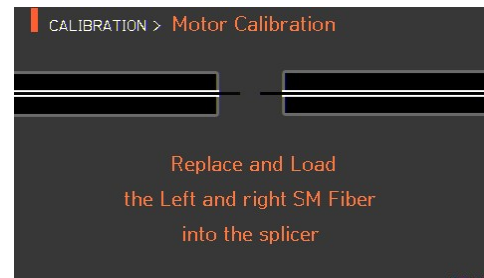 CALIBRATION > Motor Calibration
Replace and Load
the Left and right SM Fiber
into the splicer